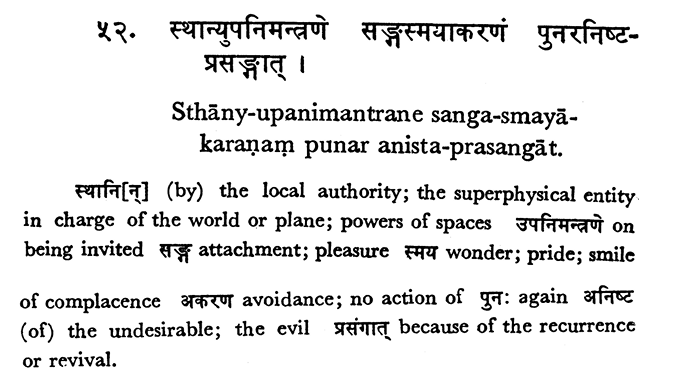 ५२. स्थान्युपनिमन्त्रणे सङ्गस्मयाकरणं पुनरनिष्ट-
प्रसङ्गात् ।
Sthāny-upanimantrane sanga-smayā-
karaṇaṃ punar anista-prasangāt.
स्थानि[न्] (by) the local authority; the superphysical entity
in charge of the world or plane; powers of spaces उपनिमन्त्रणे on
being invited सङ्ग attachment; pleasure स्मय wonder; pride; smile
of complacence अकरण avoidance; no action of पुनः again अनिष्ट
(of) the undesirable; the evil प्रसंगात् because of the recurrence
or revival.